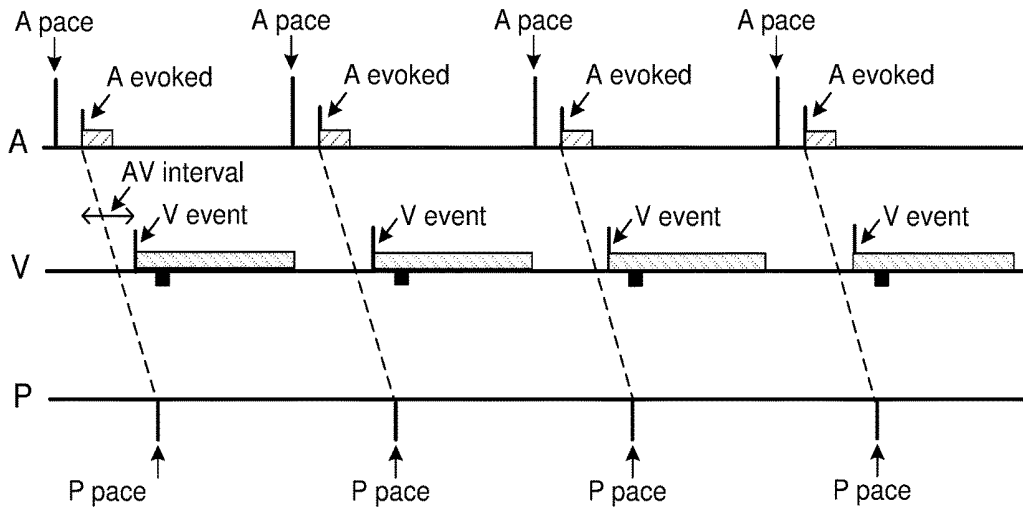 A pace A pace A pace A pace
A evoked A evoked A evoked A evoked
A
AV interval
V event V event V event V event
V
P
P pace P pace P pace P pace